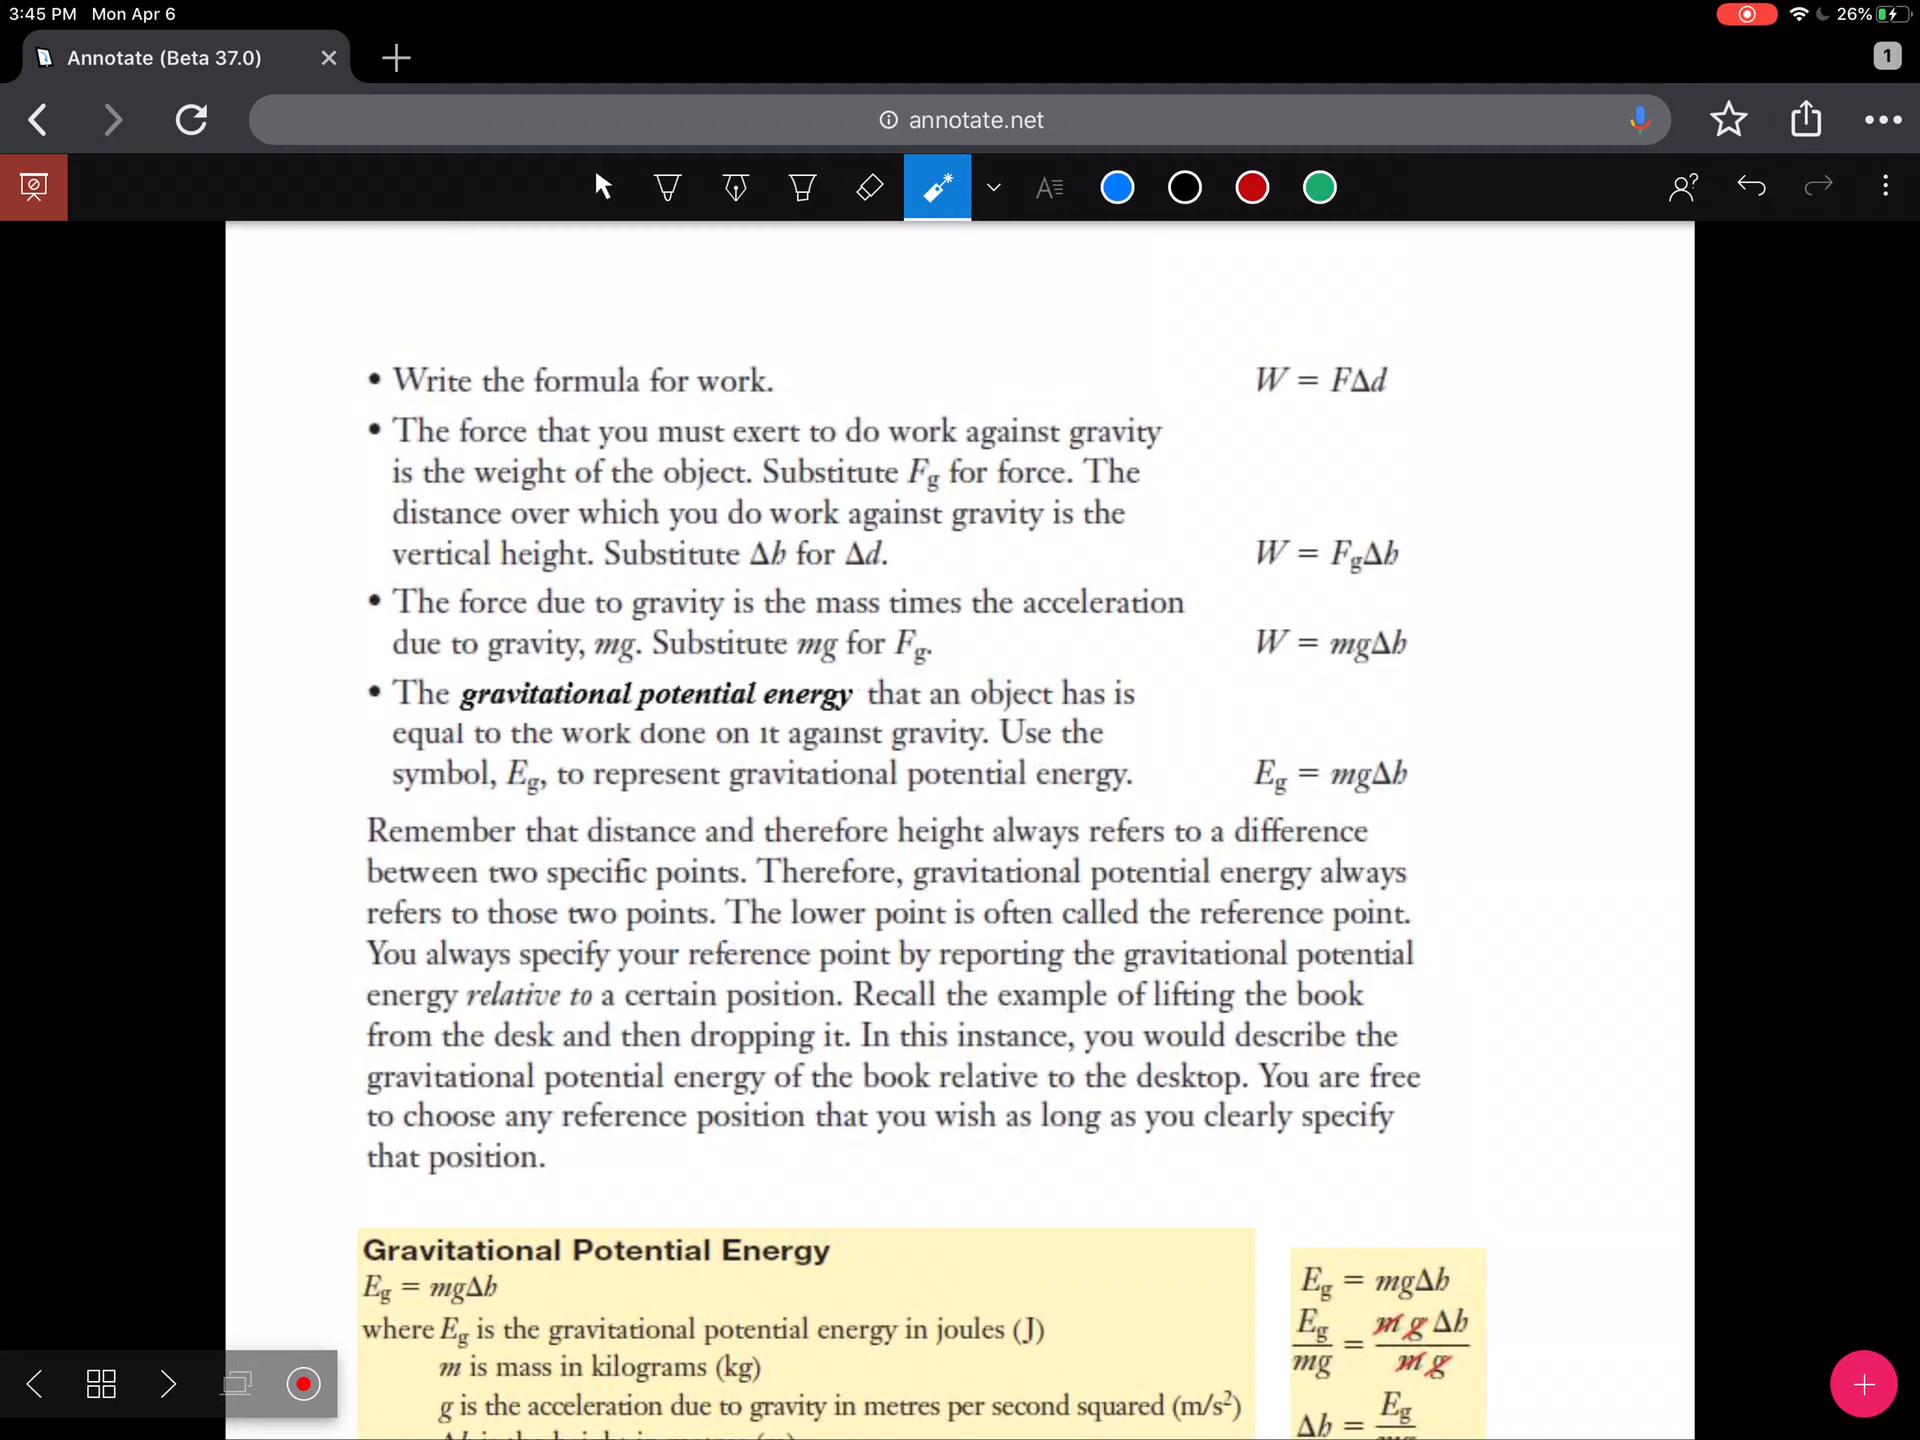 3:45 PM Mon Apr 6
26%
Annotate (Beta 37.0)
1
annotate.net
• Write the formula for work. W = FΔd
• The force that you must exert to do work against gravity
is the weight of the object. Substitute Fg for force. The
distance over which you do work against gravity is the
vertical height. Substitute Δh for Δd. W = FgΔh
• The force due to gravity is the mass times the acceleration
due to gravity, mg. Substitute mg for Fg. W = mgΔh
• The gravitational potential energy that an object has is
equal to the work done on it against gravity. Use the
symbol, Eg, to represent gravitational potential energy. Eg = mgΔh
Remember that distance and therefore height always refers to a difference
between two specific points. Therefore, gravitational potential energy always
refers to those two points. The lower point is often called the reference point.
You always specify your reference point by reporting the gravitational potential
energy relative to a certain position. Recall the example of lifting the book
from the desk and then dropping it. In this instance, you would describe the
gravitational potential energy of the book relative to the desktop. You are free
to choose any reference position that you wish as long as you clearly specify
that position.
Gravitational Potential Energy
Eg = mgΔh
where Eg is the gravitational potential energy in joules (J)
m is mass in kilograms (kg)
g is the acceleration due to gravity in metres per second squared (m/s²)
Eg = mgΔh
Eg/mg = mgΔh/mg
Δh = Eg